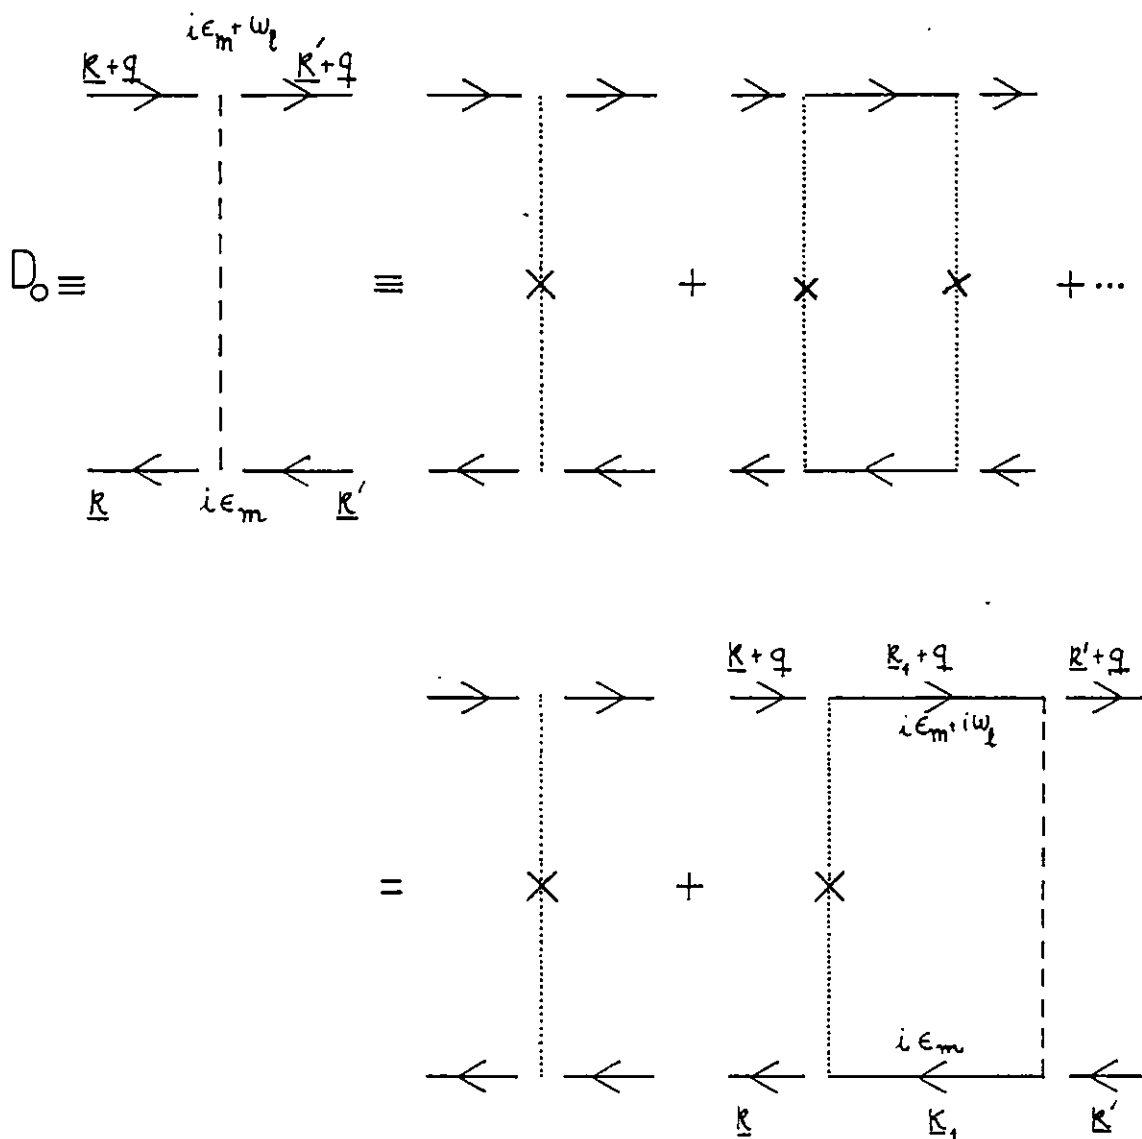 iϵₘ+ωₗ
k+q k'+q
D₀ ≡ ≡ + +...
k iϵₘ k'
k+q k₁+q k'+q
iϵₘ+iωₗ
= +
iϵₘ
k k₁ k'